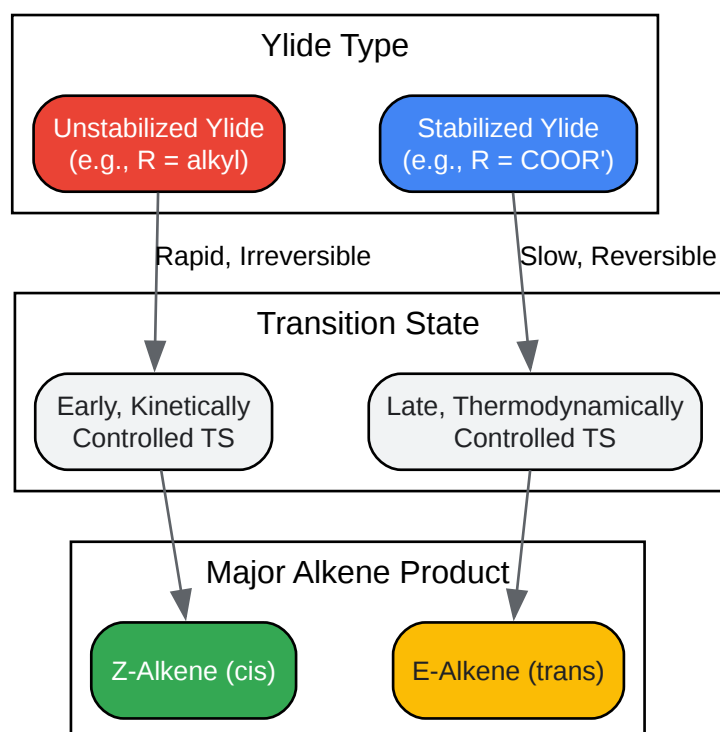 Ylide Type
Unstabilized Ylide
(e.g., R = alkyl)
Stabilized Ylide
(e.g., R = COOR')
Rapid, Irreversible
Slow, Reversible
Transition State
Early, Kinetically
Controlled TS
Late, Thermodynamically
Controlled TS
Major Alkene Product
Z-Alkene (cis)
E-Alkene (trans)